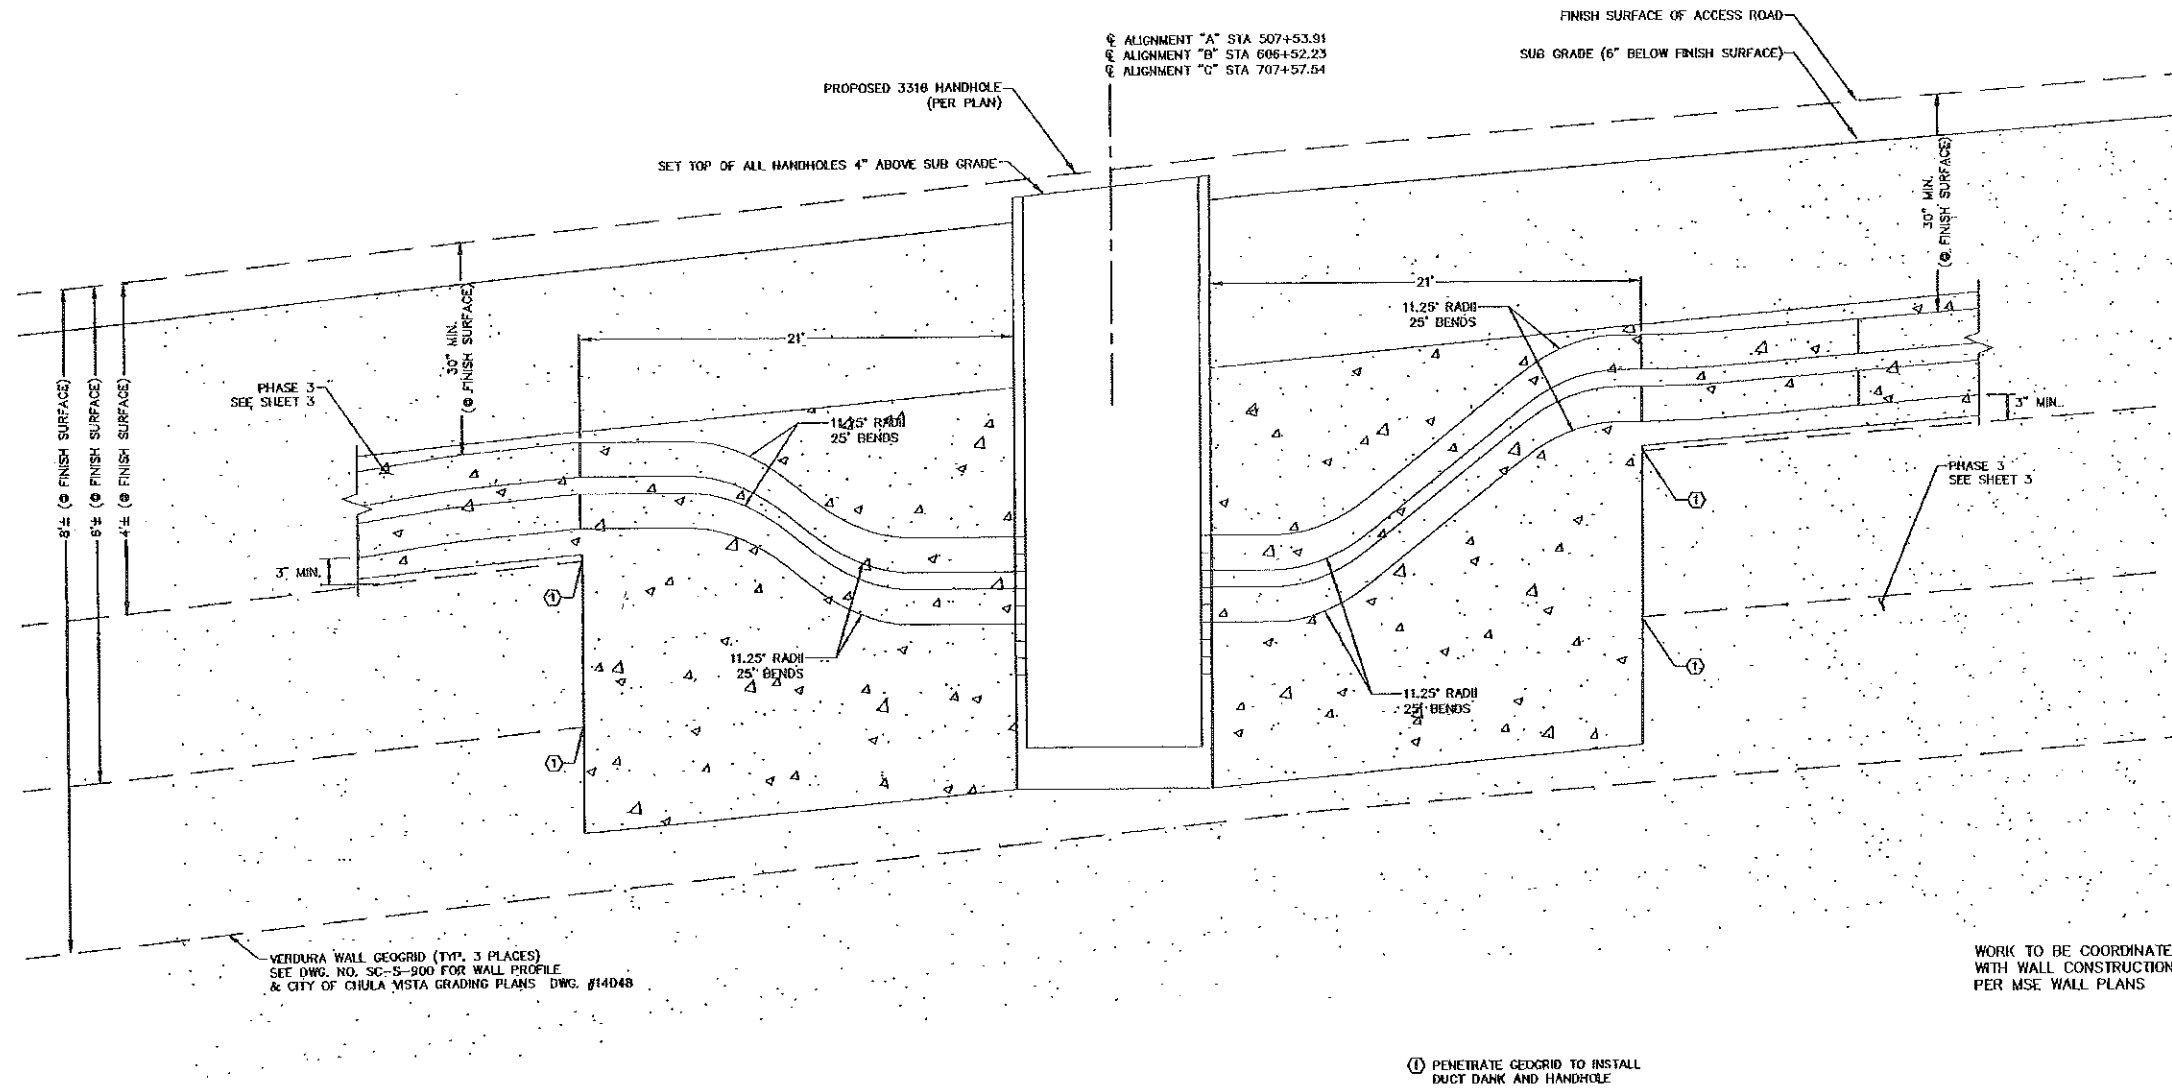 FINISH SURFACE OF ACCESS ROAD
SUB GRADE (6" BELOW FINISH SURFACE)
℄ ALIGNMENT "A" STA 507+53.91
℄ ALIGNMENT "B" STA 606+52.23
℄ ALIGNMENT "C" STA 707+57.54
PROPOSED 3316 HANDHOLE
(PER PLAN)
SET TOP OF ALL HANDHOLES 4" ABOVE SUB GRADE
30" MIN.
(@ FINISH SURFACE)
30" MIN.
(@ FINISH SURFACE)
21'
21'
11.25' RADII
25° BENDS
8'± (@ FINISH SURFACE)
6'± (@ FINISH SURFACE)
4'± (@ FINISH SURFACE)
PHASE 3
SEE SHEET 3
11.25' RADII
25° BENDS
3" MIN.
PHASE 3
SEE SHEET 3
1
3" MIN.
1
11.25' RADII
25° BENDS
1
11.25' RADII
25° BENDS
1
VERDURA WALL GEOGRID (TYP. 3 PLACES)
SEE DWG. NO. SC-S-900 FOR WALL PROFILE
& CITY OF CHULA VISTA GRADING PLANS DWG. #14048
WORK TO BE COORDINATE
WITH WALL CONSTRUCTION
PER MSE WALL PLANS
1 PENETRATE GEOGRID TO INSTALL
DUCT BANK AND HANDHOLE